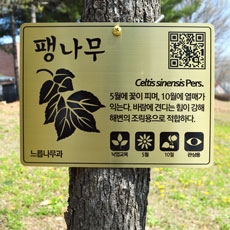 팽나무
Celtis sinensis Pers.
5월에 꽃이 피며, 10월에 열매가
익는다. 바람에 견디는 힘이 강해
해변의 조림용으로 적합하다.
느릅나무과
낙엽교목 5월 10월 관상용